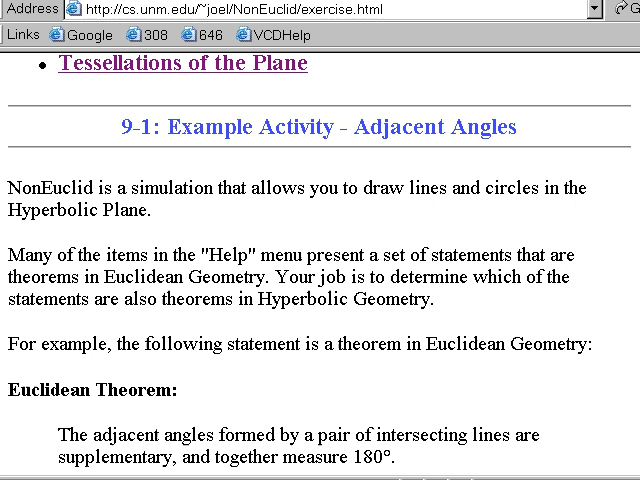 Address http://cs.unm.edu/~joel/NonEuclid/exercise.html G
Links Google 308 646 VCDHelp
• Tessellations of the Plane
9-1: Example Activity - Adjacent Angles
NonEuclid is a simulation that allows you to draw lines and circles in the
Hyperbolic Plane.
Many of the items in the "Help" menu present a set of statements that are
theorems in Euclidean Geometry. Your job is to determine which of the
statements are also theorems in Hyperbolic Geometry.
For example, the following statement is a theorem in Euclidean Geometry:
Euclidean Theorem:
The adjacent angles formed by a pair of intersecting lines are
supplementary, and together measure 180°.